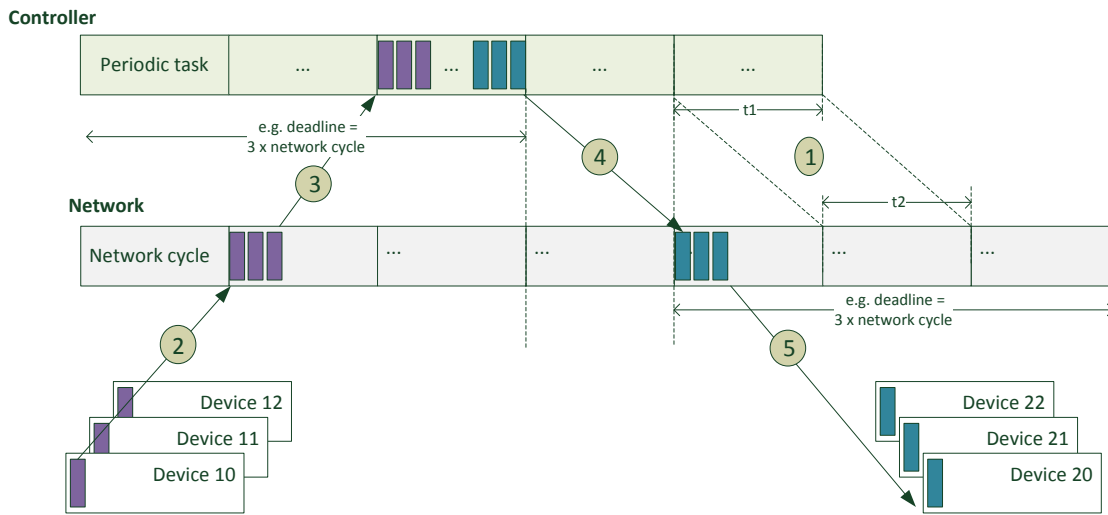 Controller
Periodic task
...
...
...
...
t1
e.g. deadline =
3 x network cycle
1
4
3
Network
t2
Network cycle
...
...
...
...
...
e.g. deadline =
3 x network cycle
2
5
Device 12
Device 11
Device 10
Device 22
Device 21
Device 20